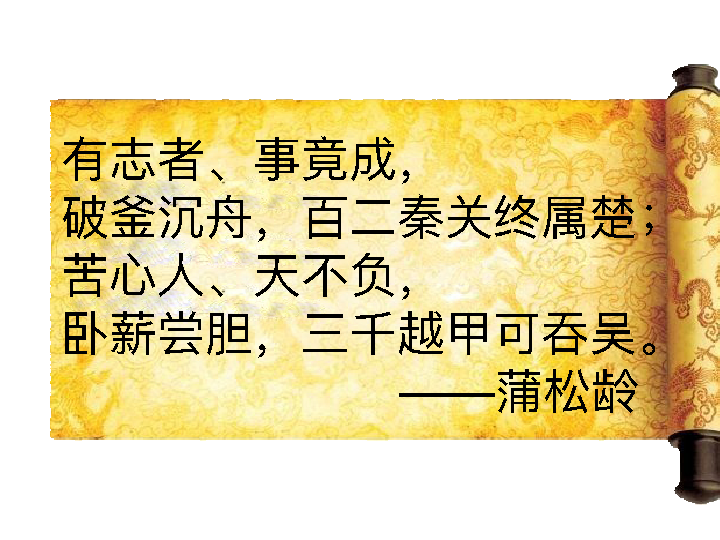 有志者、事竟成，
破釜沉舟，百二秦关终属楚；
苦心人、天不负，
卧薪尝胆，三千越甲可吞吴。
——蒲松龄